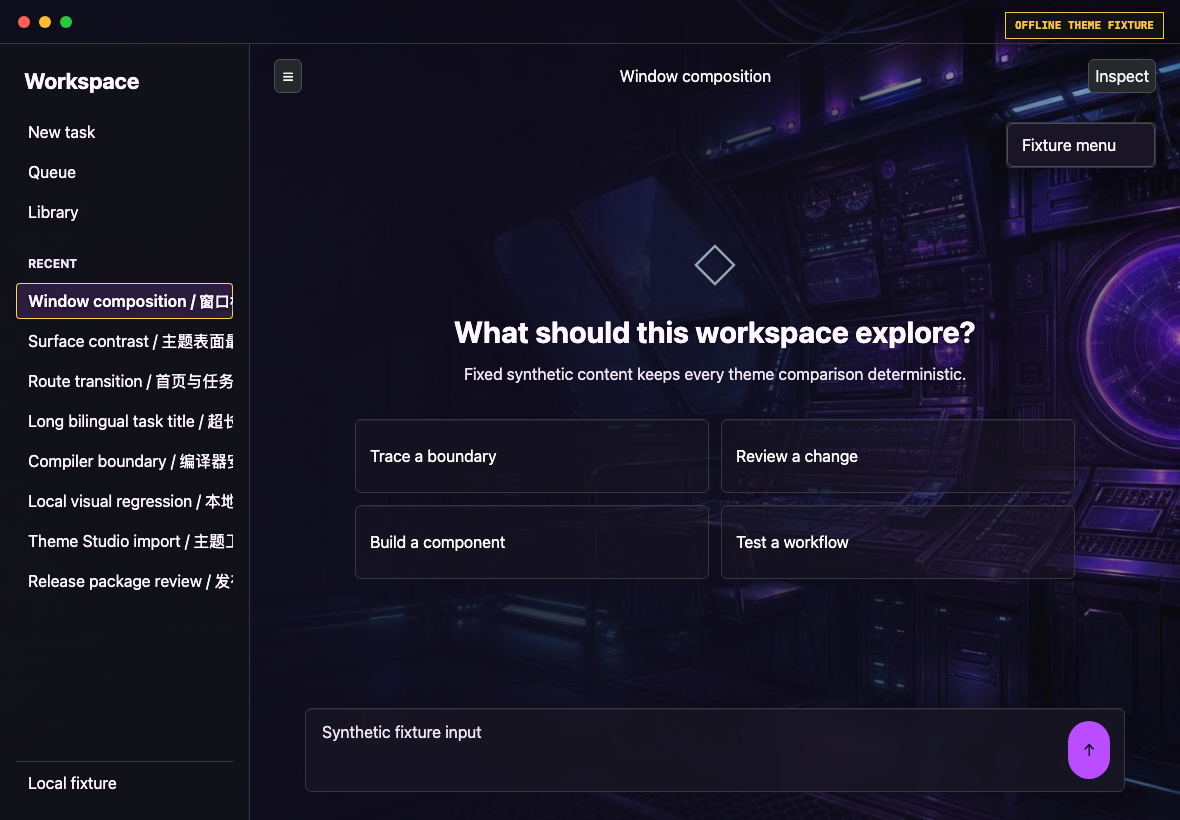 OFFLINE THEME FIXTURE
Workspace
New task
Queue
Library
RECENT
Window composition / 窗口
Surface contrast / 主题表面
Route transition / 首页与任务
Long bilingual task title / 超长
Compiler boundary / 编译器
Local visual regression / 本地
Theme Studio import / 主题
Release package review / 发
Local fixture
Window composition
Inspect
Fixture menu
What should this workspace explore?
Fixed synthetic content keeps every theme comparison deterministic.
Trace a boundary
Review a change
Build a component
Test a workflow
Synthetic fixture input